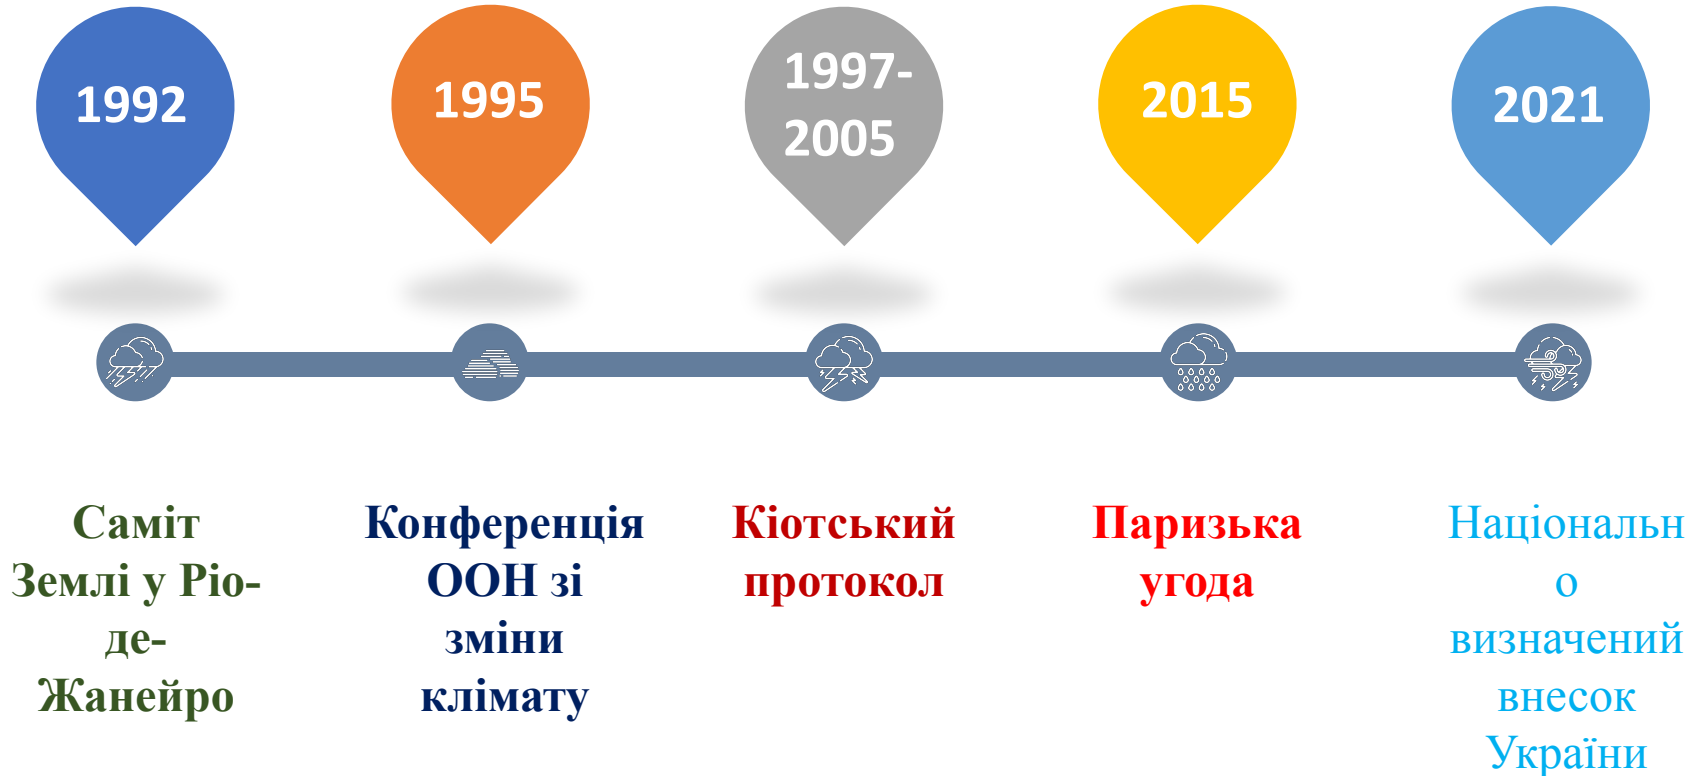 1992
1995
1997-
2005
2015
2021
Саміт
Землі у Ріо-
де-
Жанейро
Конференція
ООН зі
зміни
клімату
Кіотський
протокол
Паризька
угода
Національн
о
визначений
внесок
України